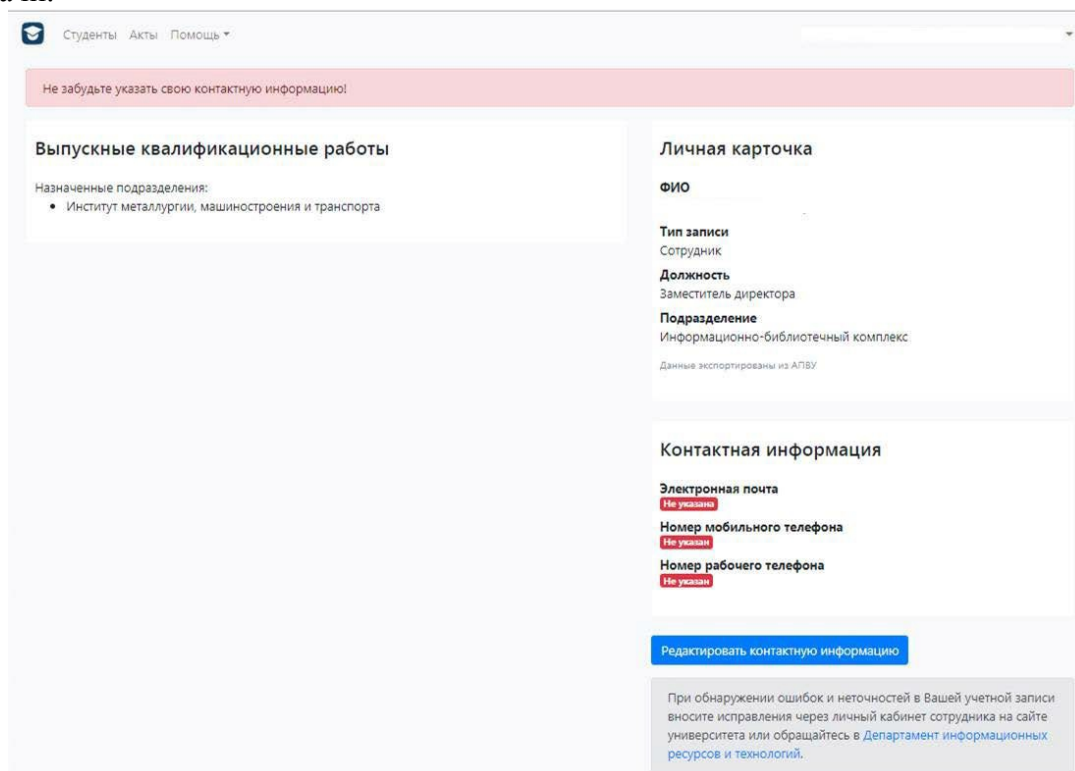 Студенты Акты Помощь
Не забудьте указать свою контактную информацию!
Выпускные квалификационные работы
Назначенные подразделения:
Институт металлургии, машиностроения и транспорта
Личная карточка
ФИО
Тип записи
Сотрудник
Должность
Заместитель директора
Подразделение
Информационно-библиотечный комплекс
Данные экспортированы из АПВУ
Контактная информация
Электронная почта
Не указана
Номер мобильного телефона
Не указан
Номер рабочего телефона
Не указан
Редактировать контактную информацию
При обнаружении ошибок и неточностей в Вашей учетной записи
вносите исправления через личный кабинет сотрудника на сайте
университета или обращайтесь в Департамент информационных
ресурсов и технологий.